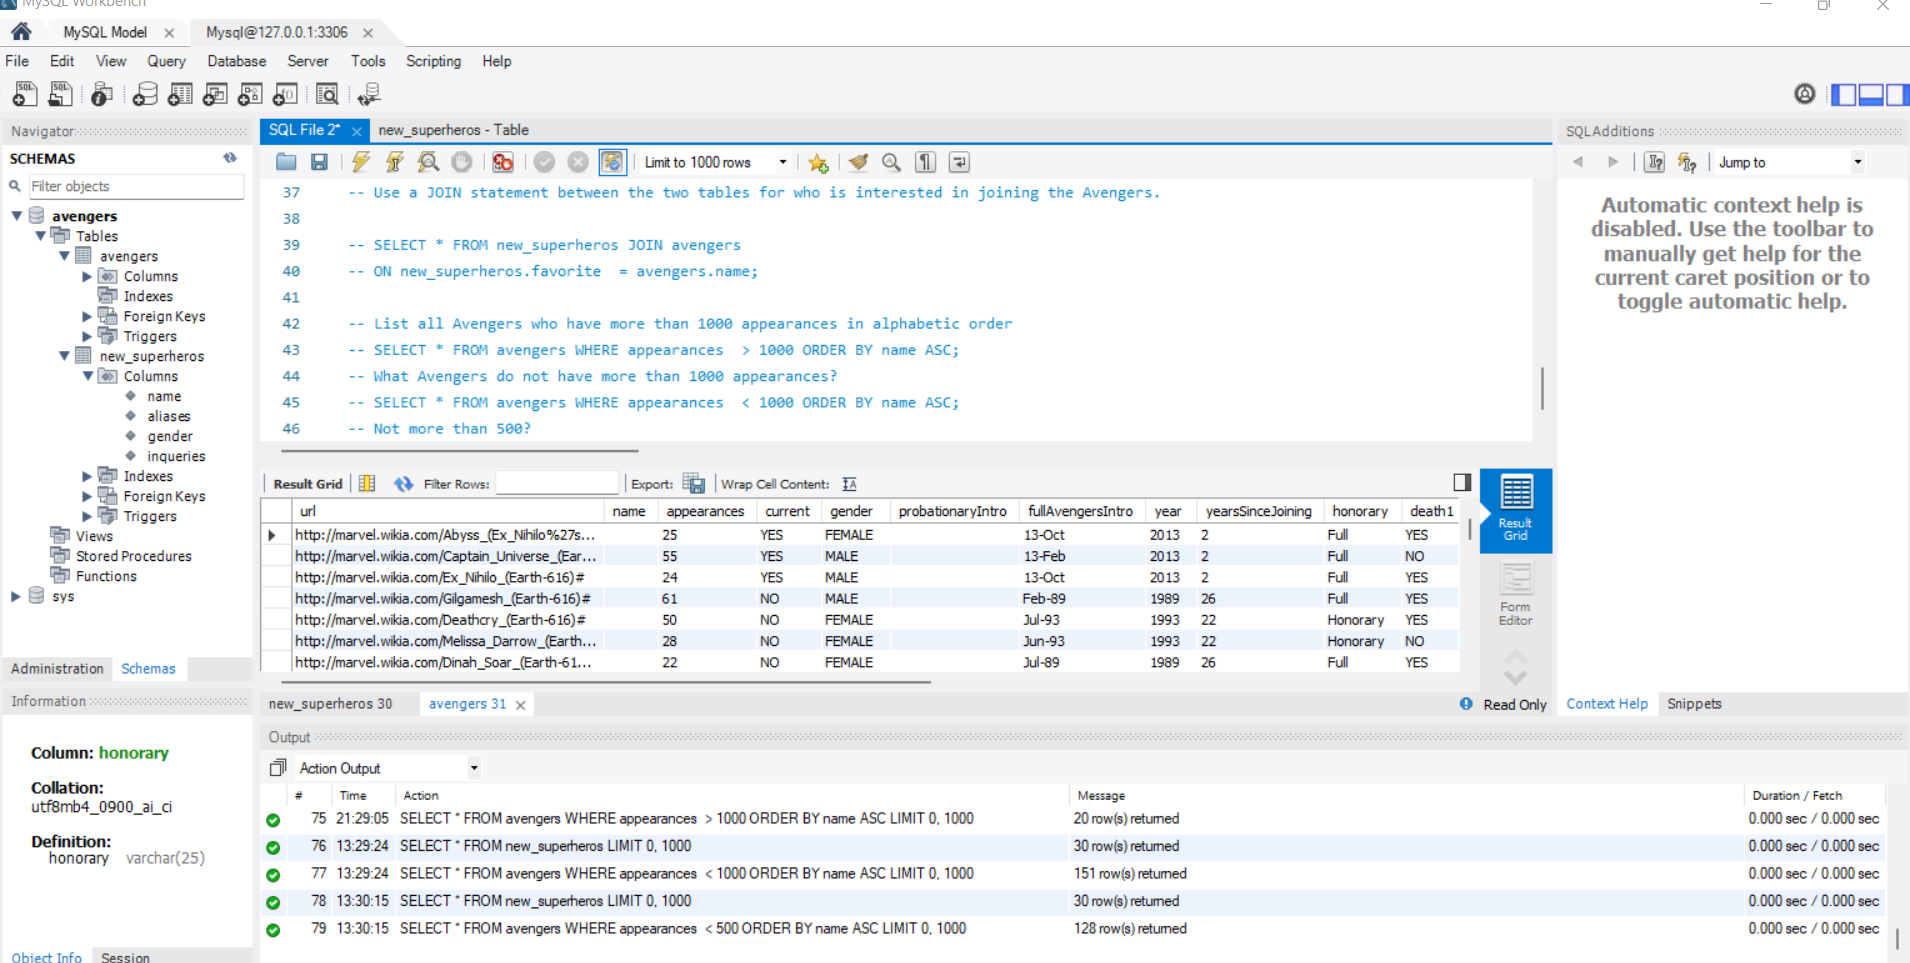 MySQL Workbench
MySQL Model
Mysql@127.0.0.1:3306
File Edit View Query Database Server Tools Scripting Help
Navigator
SCHEMAS
Filter objects
avengers
Tables
avengers
Columns
Indexes
Foreign Keys
Triggers
new_superheros
Columns
name
aliases
gender
inqueries
Indexes
Foreign Keys
Triggers
Views
Stored Procedures
Functions
sys
Administration Schemas
Information
Column: honorary
Collation:
utf8mb4_0900_ai_ci
Definition:
honorary varchar(25)
Object Info Session
SQL File 2* new_superheros - Table
Limit to 1000 rows
37 -- Use a JOIN statement between the two tables for who is interested in joining the Avengers.
38
39 -- SELECT * FROM new_superheros JOIN avengers
40 -- ON new_superheros.favorite  = avengers.name;
41
42 -- List all Avengers who have more than 1000 appearances in alphabetic order
43 -- SELECT * FROM avengers WHERE appearances  > 1000 ORDER BY name ASC;
44 -- What Avengers do not have more than 1000 appearances?
45 -- SELECT * FROM avengers WHERE appearances  < 1000 ORDER BY name ASC;
46 -- Not more than 500?
Result Grid Filter Rows: Export: Wrap Cell Content:
url name appearances current gender probationaryIntro fullAvengersIntro year yearsSinceJoining honorary death1
http://marvel.wikia.com/Abyss_(Ex_Nihilo%27s... 25 YES FEMALE 13-Oct 2013 2 Full YES
http://marvel.wikia.com/Captain_Universe_(Ear... 55 YES MALE 13-Feb 2013 2 Full NO
http://marvel.wikia.com/Ex_Nihilo_(Earth-616)# 24 YES MALE 13-Oct 2013 2 Full YES
http://marvel.wikia.com/Gilgamesh_(Earth-616)# 61 NO MALE Feb-89 1989 26 Full YES
http://marvel.wikia.com/Deathcry_(Earth-616)# 50 NO FEMALE Jul-93 1993 22 Honorary YES
http://marvel.wikia.com/Melissa_Darrow_(Earth... 28 NO FEMALE Jun-93 1993 22 Honorary NO
http://marvel.wikia.com/Dinah_Soar_(Earth-61... 22 NO FEMALE Jul-89 1989 26 Full YES
Result Grid
Form Editor
new_superheros 30 avengers 31 Read Only
Output
Action Output
# Time Action Message Duration / Fetch
75 21:29:05 SELECT * FROM avengers WHERE appearances  > 1000 ORDER BY name ASC LIMIT 0, 1000 20 row(s) returned 0.000 sec / 0.000 sec
76 13:29:24 SELECT * FROM new_superheros LIMIT 0, 1000 30 row(s) returned 0.000 sec / 0.000 sec
77 13:29:24 SELECT * FROM avengers WHERE appearances  < 1000 ORDER BY name ASC LIMIT 0, 1000 151 row(s) returned 0.000 sec / 0.000 sec
78 13:30:15 SELECT * FROM new_superheros LIMIT 0, 1000 30 row(s) returned 0.000 sec / 0.000 sec
79 13:30:15 SELECT * FROM avengers WHERE appearances  < 500 ORDER BY name ASC LIMIT 0, 1000 128 row(s) returned 0.000 sec / 0.000 sec
SQLAdditions
Jump to
Automatic context help is
disabled. Use the toolbar to
manually get help for the
current caret position or to
toggle automatic help.
Context Help Snippets